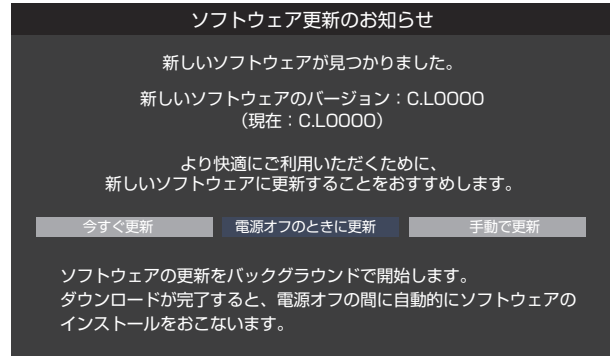 ソフトウェア更新のお知らせ
新しいソフトウェアが見つかりました。
新しいソフトウェアのバージョン：C.L0000
（現在：C.L0000）
より快適にご利用いただくために、
新しいソフトウェアに更新することをおすすめします。
今すぐ更新 電源オフのときに更新 手動で更新
ソフトウェアの更新をバックグラウンドで開始します。
ダウンロードが完了すると、電源オフの間に自動的にソフトウェアの
インストールをおこないます。